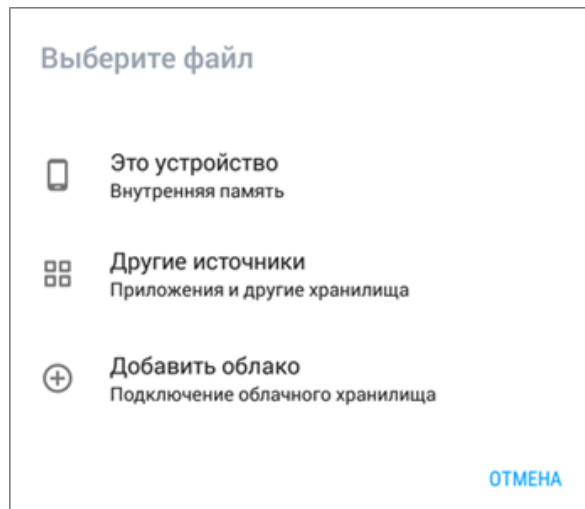 Выберите файл
Это устройство
Внутренняя память
Другие источники
Приложения и другие хранилища
Добавить облако
Подключение облачного хранилища
ОТМЕНА